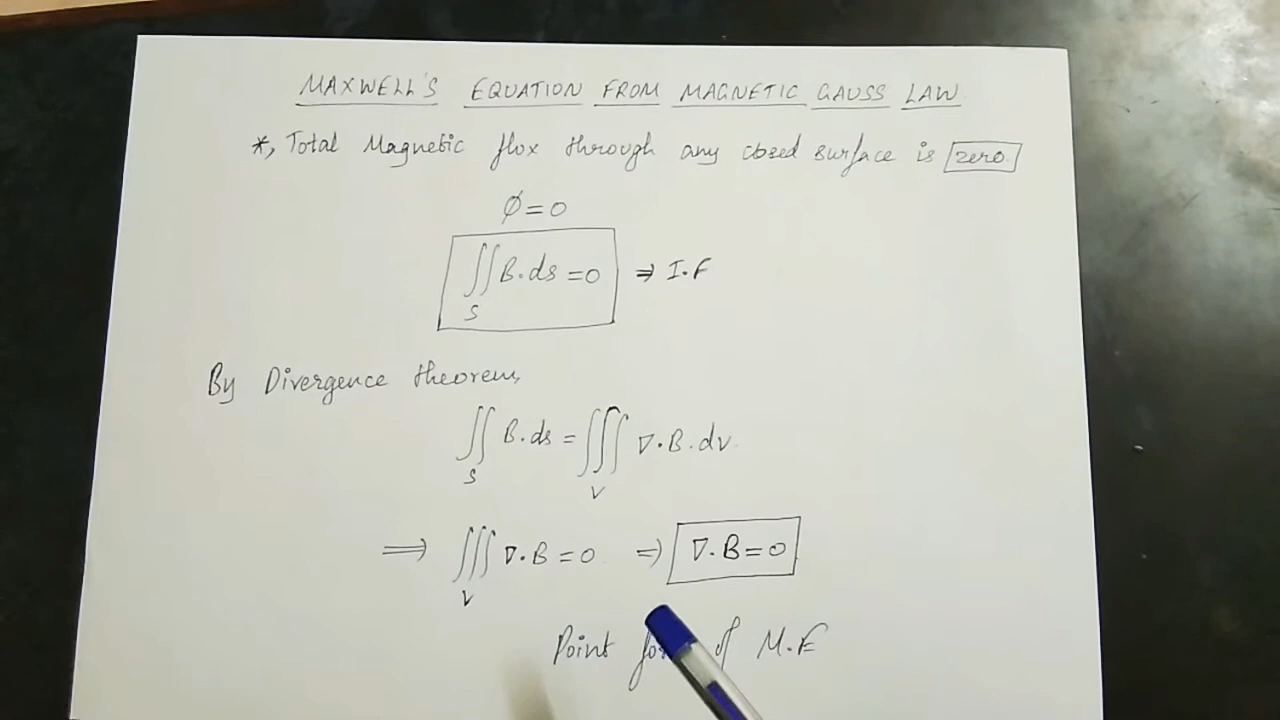 MAXWELL'S EQUATION FROM MAGNETIC GAUSS LAW
*, Total Magnetic flux through any closed surface is zero.
∅=0
∬B.ds=0 ⇒ I.F
S
By Divergence theorem,
∬ B.ds = ∭ ∇.B.dv
S V
⟹ ∭ ∇.B = 0 ⇒ ∇.B=0
V
Point of M.E